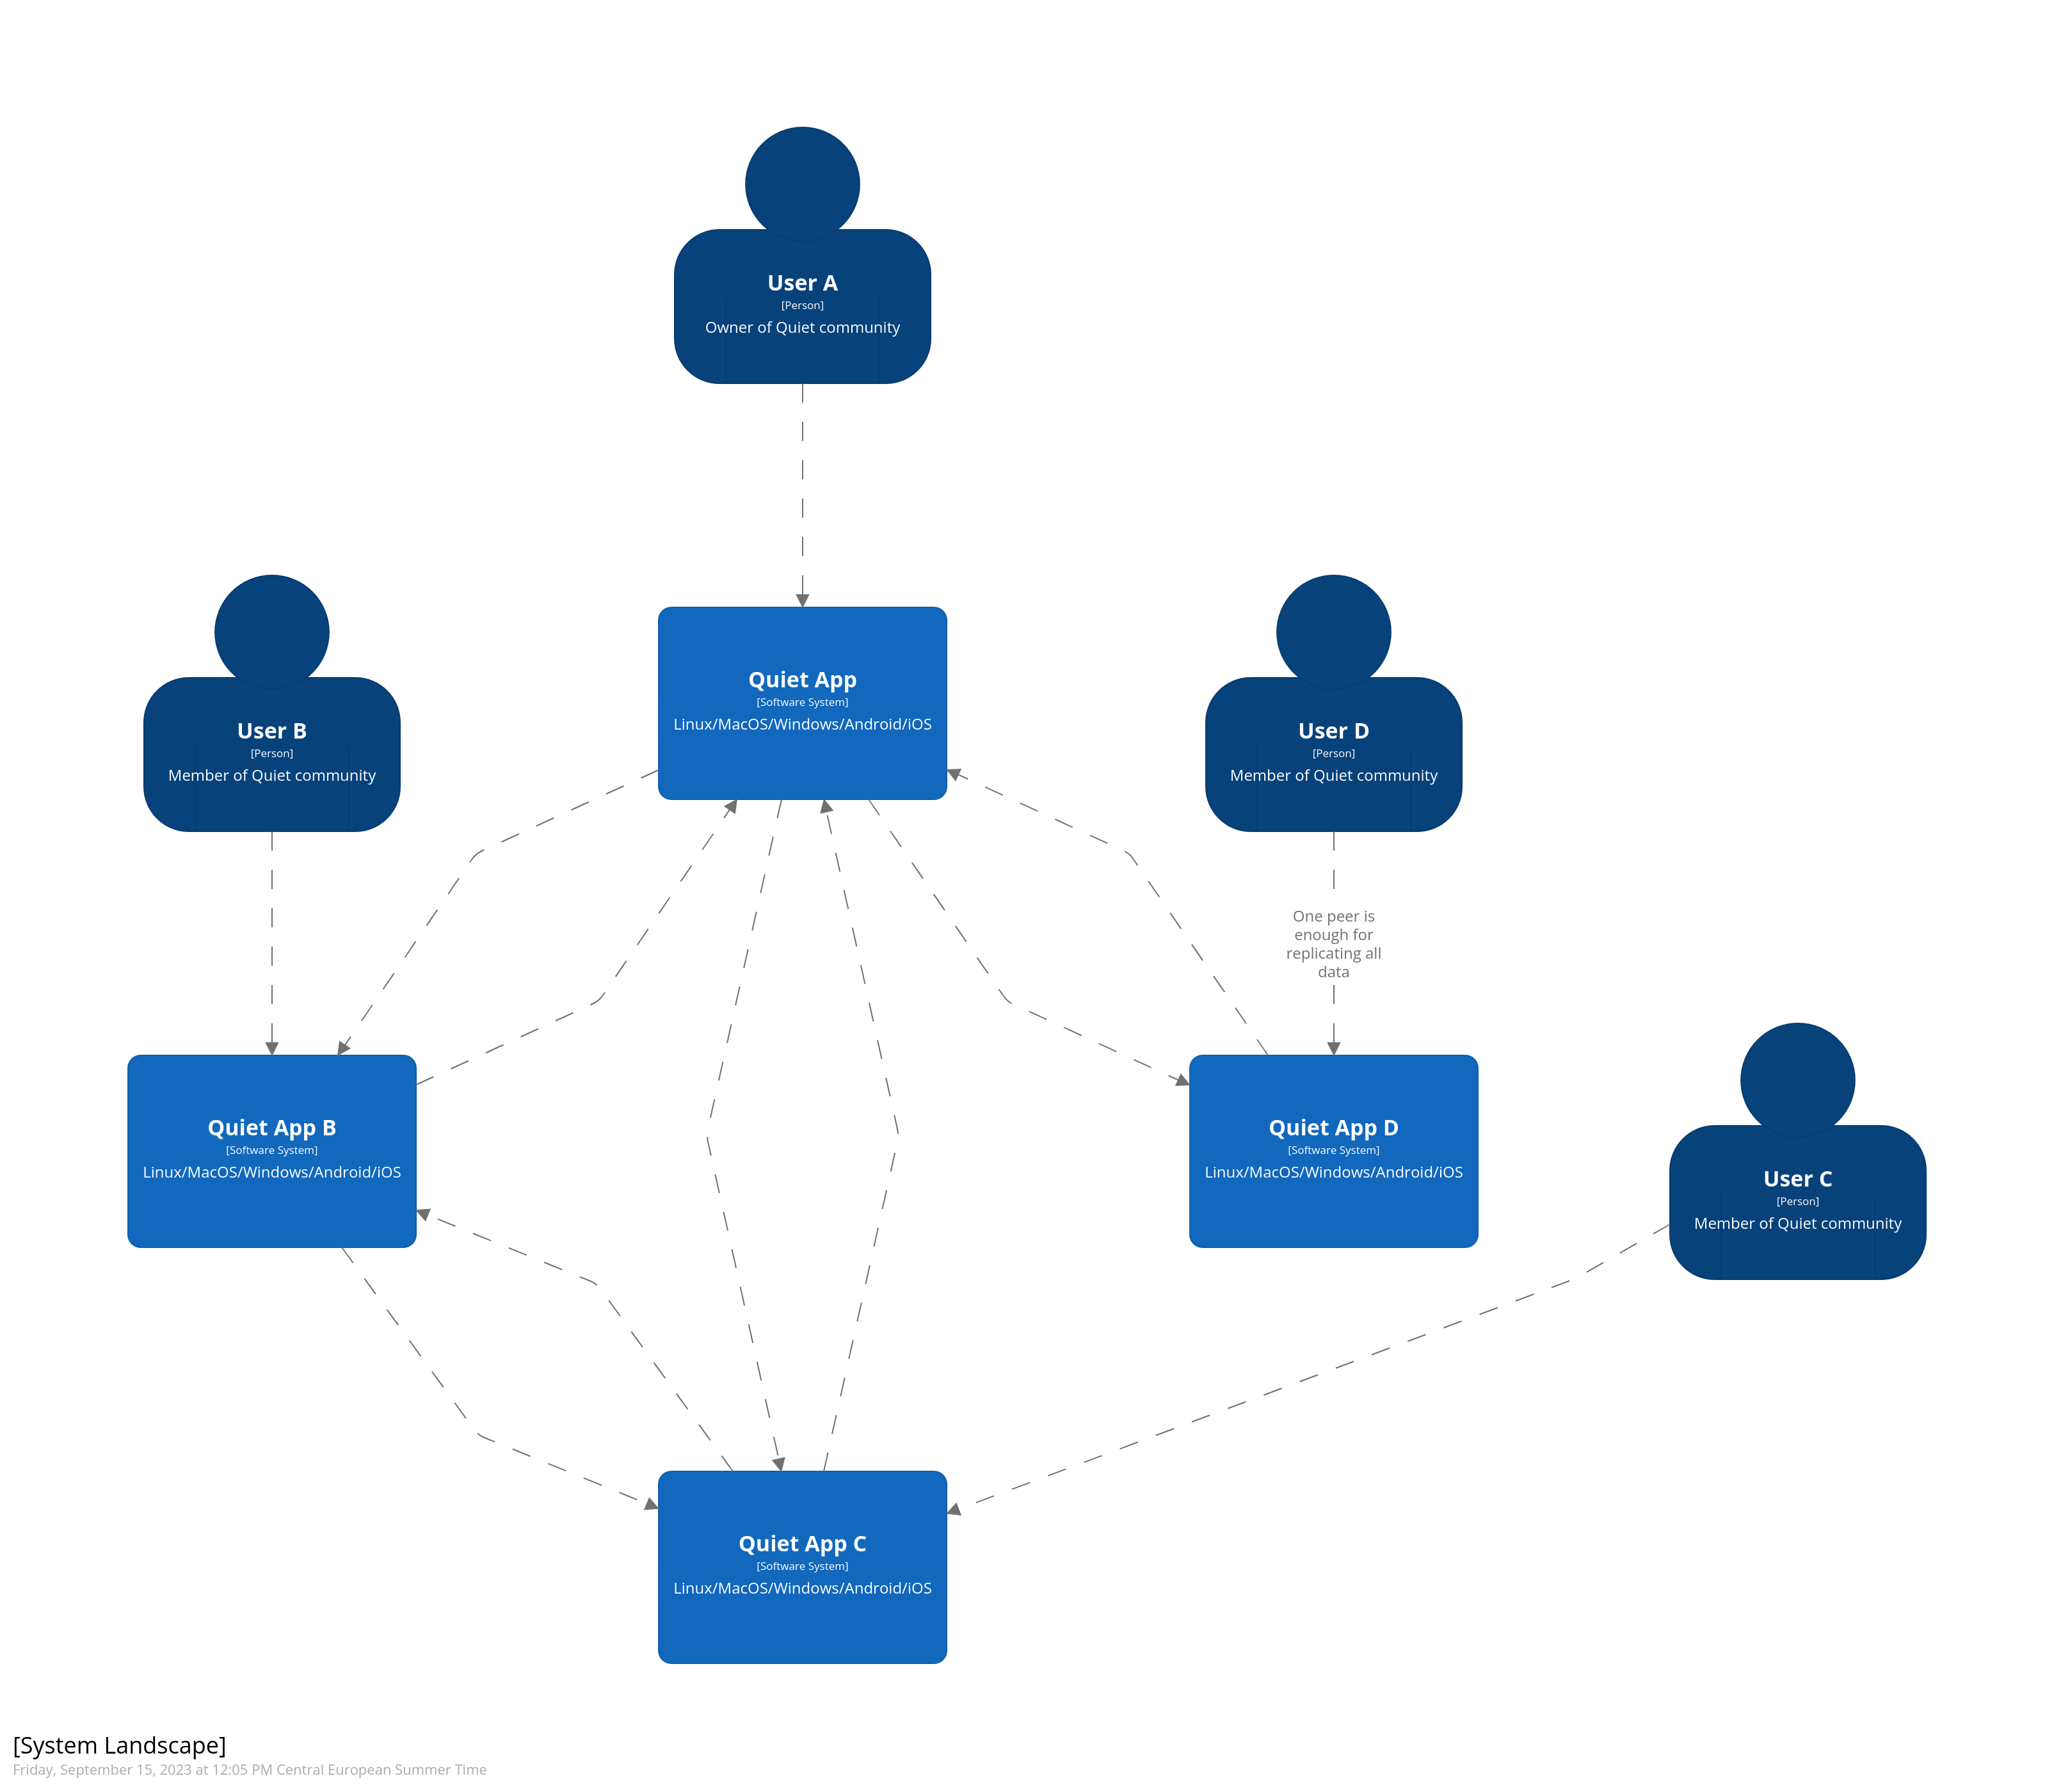 User A
[Person]
Owner of Quiet community
Quiet App
[Software System]
Linux/MacOS/Windows/Android/iOS
User B
[Person]
Member of Quiet community
User D
[Person]
Member of Quiet community
One peer is
enough for
replicating all
data
Quiet App B
[Software System]
Linux/MacOS/Windows/Android/iOS
Quiet App D
[Software System]
Linux/MacOS/Windows/Android/iOS
User C
[Person]
Member of Quiet community
Quiet App C
[Software System]
Linux/MacOS/Windows/Android/iOS
[System Landscape]
Friday, September 15, 2023 at 12:05 PM Central European Summer Time